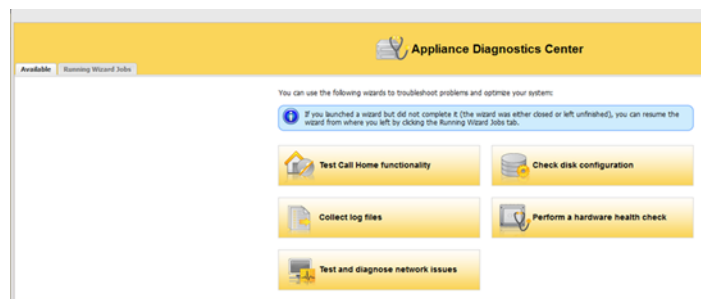 Appliance Diagnostics Center
Available
Running Wizard Jobs
You can use the following wizards to troubleshoot problems and optimize your system:
If you launched a wizard but did not complete it (the wizard was either closed or left unfinished), you can resume the
wizard from where you left by clicking the Running Wizard Jobs tab.
Test Call Home functionality
Check disk configuration
Collect log files
Perform a hardware health check
Test and diagnose network issues